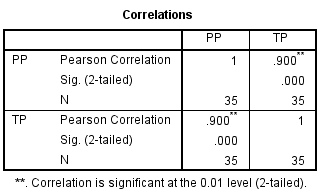 Correlations
PP TP
PP Pearson Correlation 1 .900**
Sig. (2-tailed) .000
N 35 35
TP Pearson Correlation .900** 1
Sig. (2-tailed) .000
N 35 35
**. Correlation is significant at the 0.01 level (2-tailed).